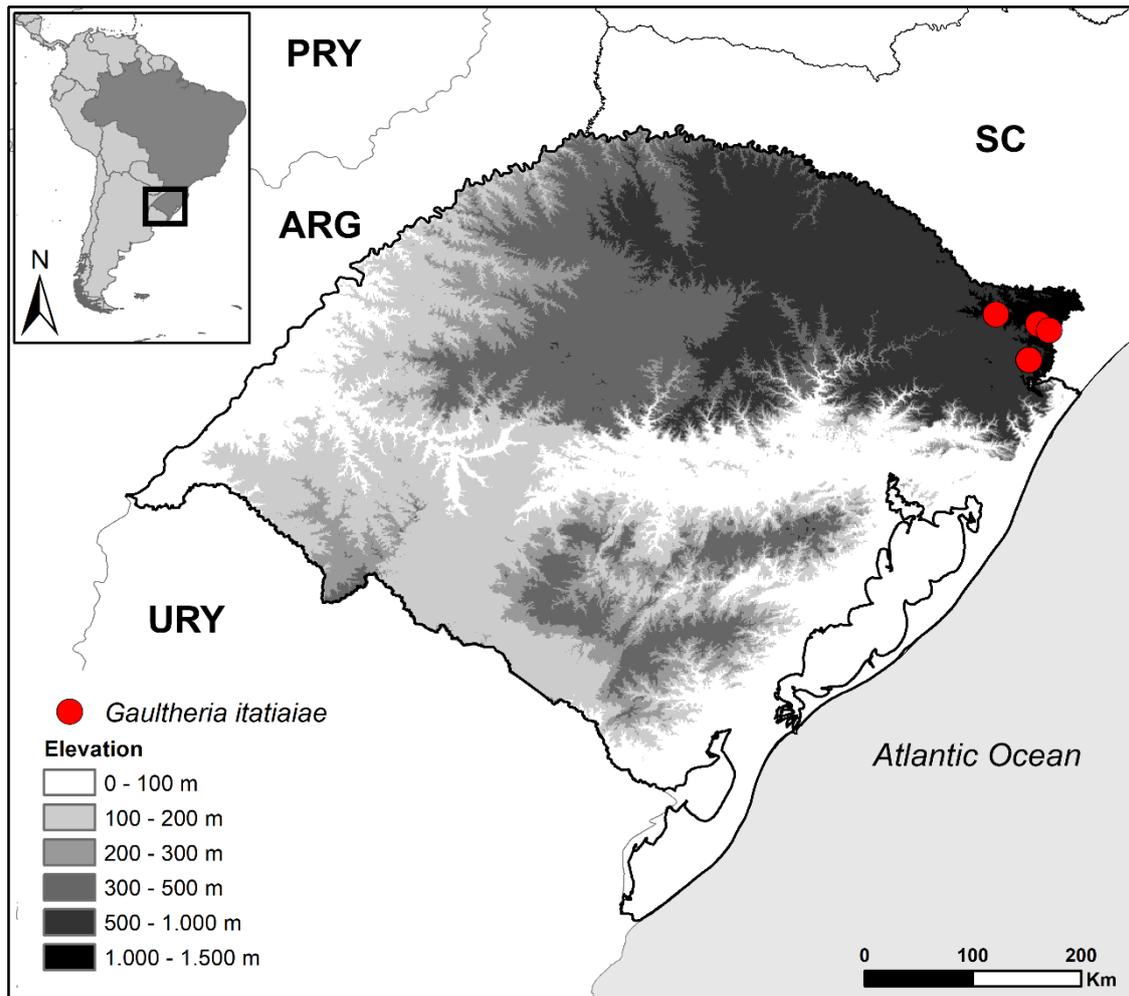 PRY
SC
ARG
N
URY
Gaultheria itatiaiae
Elevation
0 - 100 m
100 - 200 m
200 - 300 m
300 - 500 m
500 - 1.000 m
1.000 - 1.500 m
Atlantic Ocean
0 100 200
Km